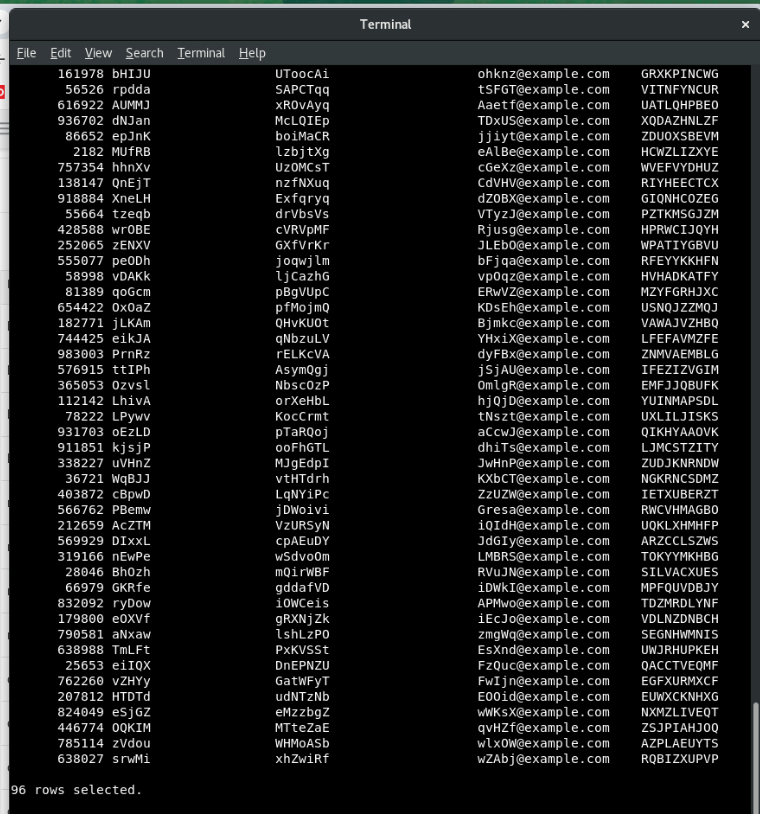 Terminal
File Edit View Search Terminal Help
161978 bHIJU UToocAi ohknz@example.com GRXKPINCWG
56526 rpdda SAPCTqq tSFGT@example.com VITNFYNCUR
616922 AUMMJ xROvAyq Aaetf@example.com UATLQHPBEO
936702 dNJan McLQIEp TDxUS@example.com XQDAZHNLZF
86652 epJnK boiMaCR jjiyt@example.com ZDUOXSBEVM
2182 MUfRB lzbjtXg eAlBe@example.com HCWZLIZXYE
757354 hhnXv UzOMCsT cGeXz@example.com WVEFVYDHUZ
138147 QnEjT nzfNXuq CdVHV@example.com RIYHEECTCX
918884 XneLH Exfqryq dZOBX@example.com GIQNHCOZEG
55664 tzeqb drVbsVs VTyzJ@example.com PZTKMSGJZM
428588 wrOBE cVRVpMF Rjusg@example.com HPRWCIJQYH
252065 zENXV GXfVrKr JLEbO@example.com WPATIYGBVU
555077 peODh joqwjlm bFjqa@example.com RFEYYKKHFN
58998 vDAKk ljCazhG vpOqz@example.com HVHADKATFY
81389 qoGcm pBgVUpC ERwVZ@example.com MZYFGRHJXC
654422 OxOaZ pfMojmQ KDsEh@example.com USNQJZZMQJ
182771 jLKAm QHvKUOt Bjmkc@example.com VAWAJVZHBQ
744425 eikJA qNbzuLV YHxiX@example.com LFEFAVMZFE
983003 PrnRz rELKcVA dyFBx@example.com ZNMVAEMBLG
576915 ttIPh AsymQgj jSjAU@example.com IFEZIZVGIM
365053 Ozvsl NbscOzP OmlgR@example.com EMFJJQBUFK
112142 LhivA orXeHbL hjQjD@example.com YUINMAPSDL
78222 LPywv KocCrmt tNszt@example.com UXLILJISKS
931703 oEzLD pTaRQoj aCcwJ@example.com QIKHYAAOVK
911851 kjsjP ooFhGTL dhiTs@example.com LJMCSTZITY
338227 uVHnZ MJgEdpI JwHnP@example.com ZUDJKNRNDW
36721 WqBJJ vtHTdrh KXbCT@example.com NGKRNCSDMZ
403872 cBpwD LqNYiPc ZzUZW@example.com IETXUBERZT
566762 PBemw jDWoivi Gresa@example.com RWCVHMAGBO
212659 AcZTM VzURSyN iQIdH@example.com UQKLXHMHFP
569929 DIxxL cpAEuDY JdGIy@example.com ARZCCLSZWS
319166 nEwPe wSdvoOm LMBRS@example.com TOKYYMKHBG
28046 BhOzh mQirWBF RVuJN@example.com SILVACXUES
66979 GKRfe gddafVD iDWkI@example.com MPFQUVDBJY
832092 ryDow iOWCeis APMwo@example.com TDZMRDLYNF
179800 eOXVf gRXNjZk iEcJo@example.com VDLNZDNBCH
790581 aNxaw lshLzPO zmgWq@example.com SEGNHWMNIS
638988 TmLFt PxKVSSt EsXnd@example.com UWJRHUPKEH
25653 eiIQX DnEPNZU FzQuc@example.com QACCTVEQMF
762260 vZHYy GatWFyT FwIjn@example.com EGFXURMXCF
207812 HTDTd udNTzNb EOOid@example.com EUWXCKNHXG
824049 eSjGZ eMzzbgZ wWKsX@example.com NXMZLIVEQT
446774 OQKIM MTteZaE qvHZf@example.com ZSJPIAHJOQ
785114 zVdou WHMoASb wlxOW@example.com AZPLAEUYTS
638027 srwMi xhZwiRf wZAbj@example.com RQBIZXUPVP
96 rows selected.